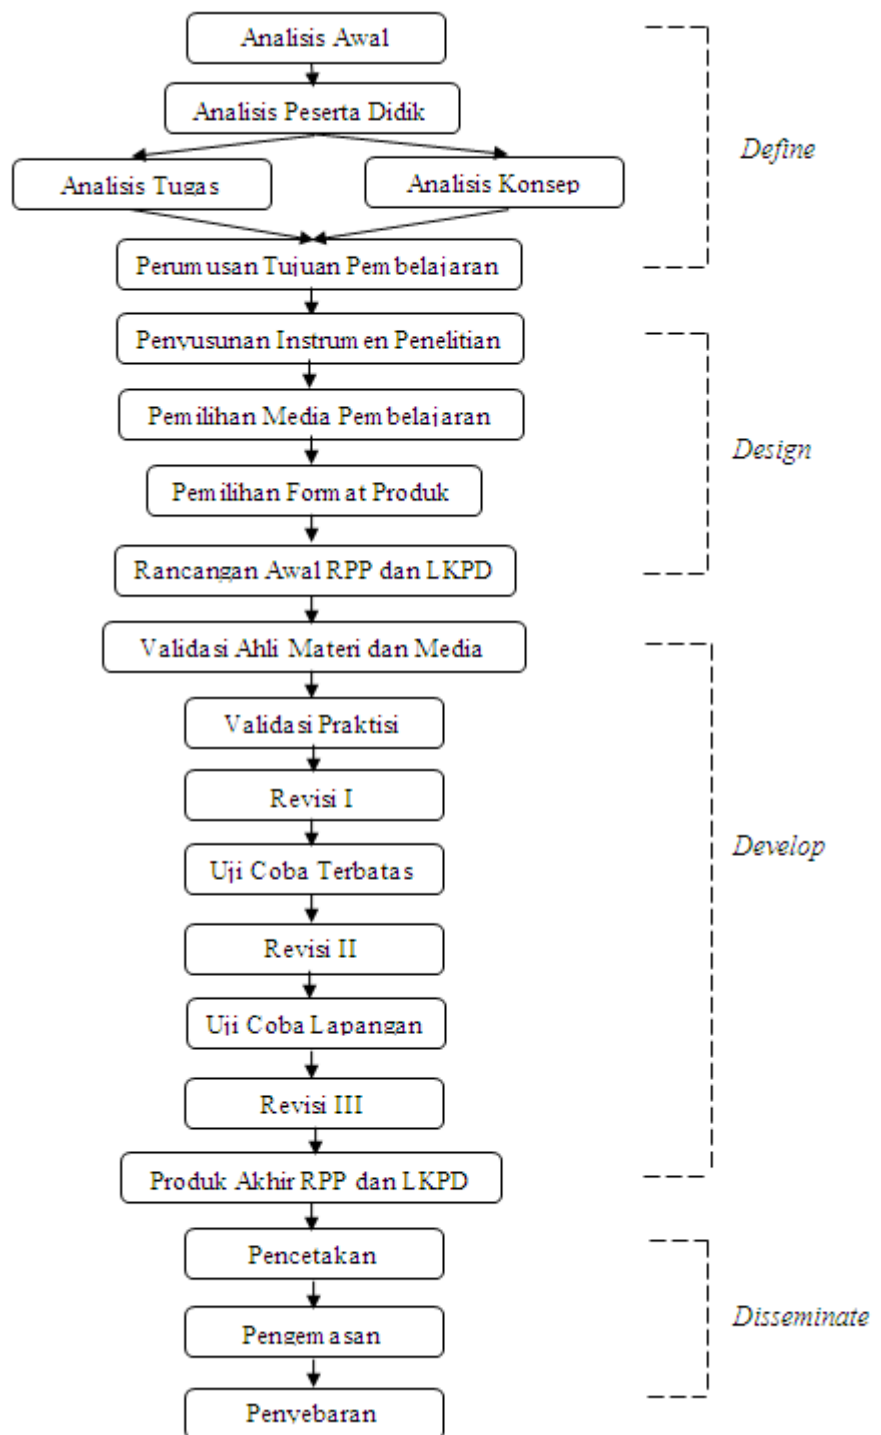 Analisis Awal
Analisis Peserta Didik
Analisis Tugas
Analisis Konsep
Perumusan Tujuan Pembelajaran
Define
Penyusunan Instrumen Penelitian
Pemilihan Media Pembelajaran
Pemilihan Format Produk
Rancangan Awal RPP dan LKPD
Design
Validasi Ahli Materi dan Media
Validasi Praktisi
Revisi I
Uji Coba Terbatas
Revisi II
Uji Coba Lapangan
Revisi III
Produk Akhir RPP dan LKPD
Develop
Pencetakan
Pengemasan
Penyebaran
Disseminate